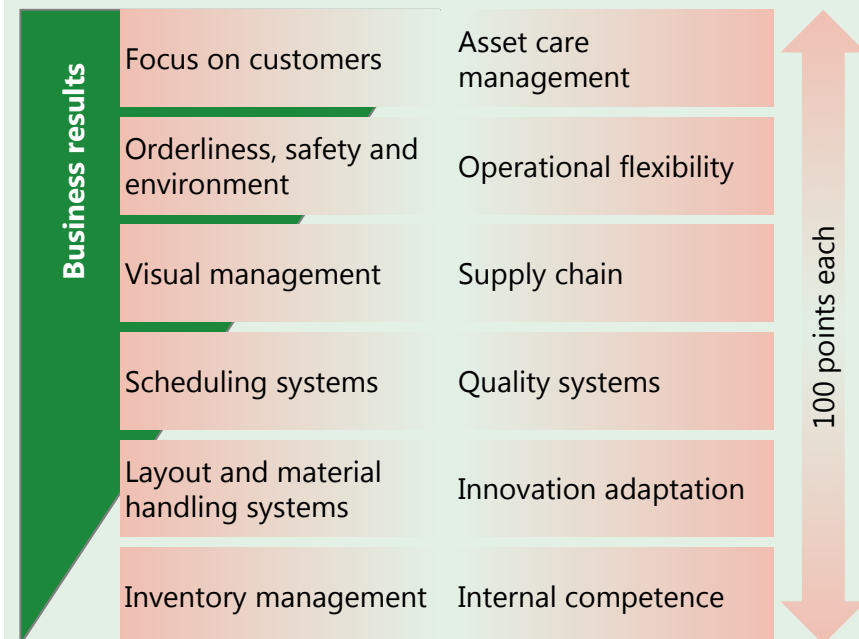 Business results
Focus on customers
Asset care
management
Orderliness, safety and
environment
Operational flexibility
Visual management
Supply chain
Scheduling systems
Quality systems
Layout and material
handling systems
Innovation adaptation
Inventory management
Internal competence
100 points each